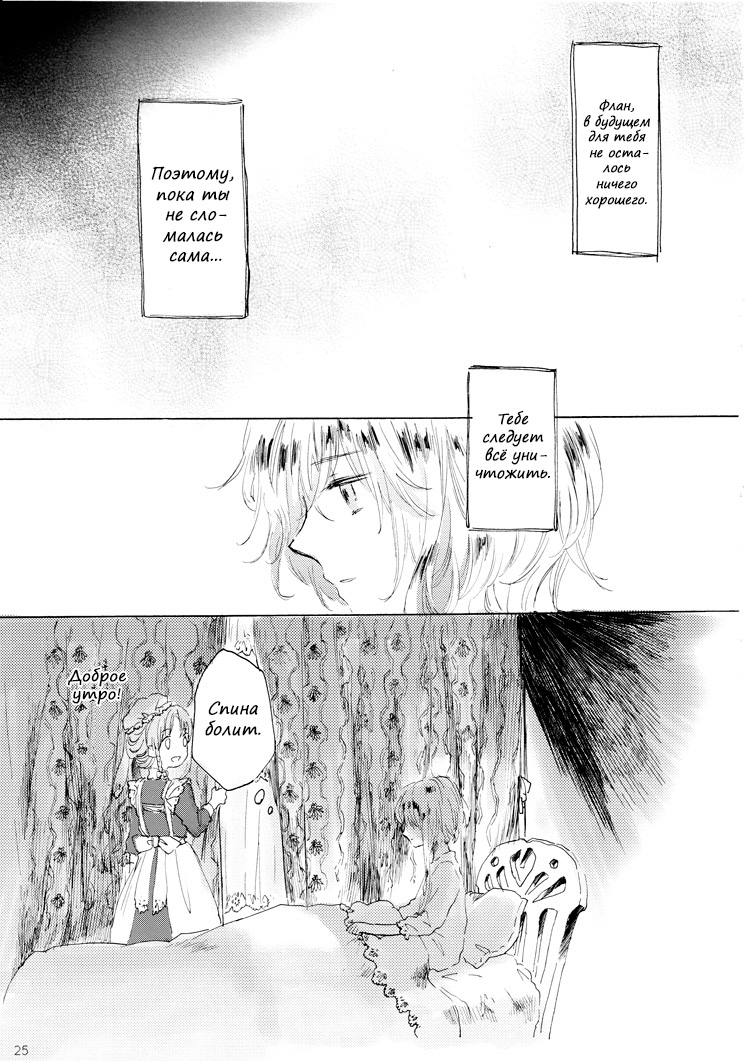 Флан,
в будущем
для тебя
не оста-
лось
ничего
хорошего.
Поэтому,
пока ты
не сло-
малась
сама...
Тебе
следует
всё уни-
чтожить.
Спина
болит.
Доброе
утро!
25